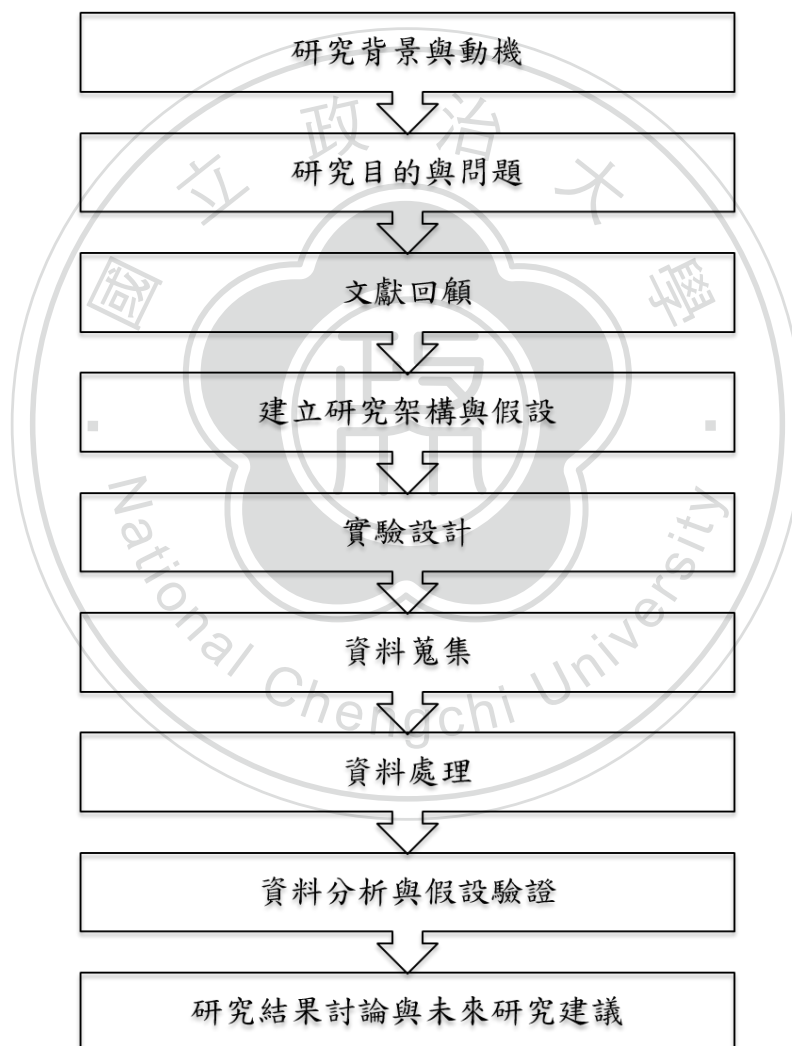 研究背景與動機
研究目的與問題
文獻回顧
建立研究架構與假設
實驗設計
資料蒐集
資料處理
資料分析與假設驗證
研究結果討論與未來研究建議
國立政治大學
政
National Chengchi University